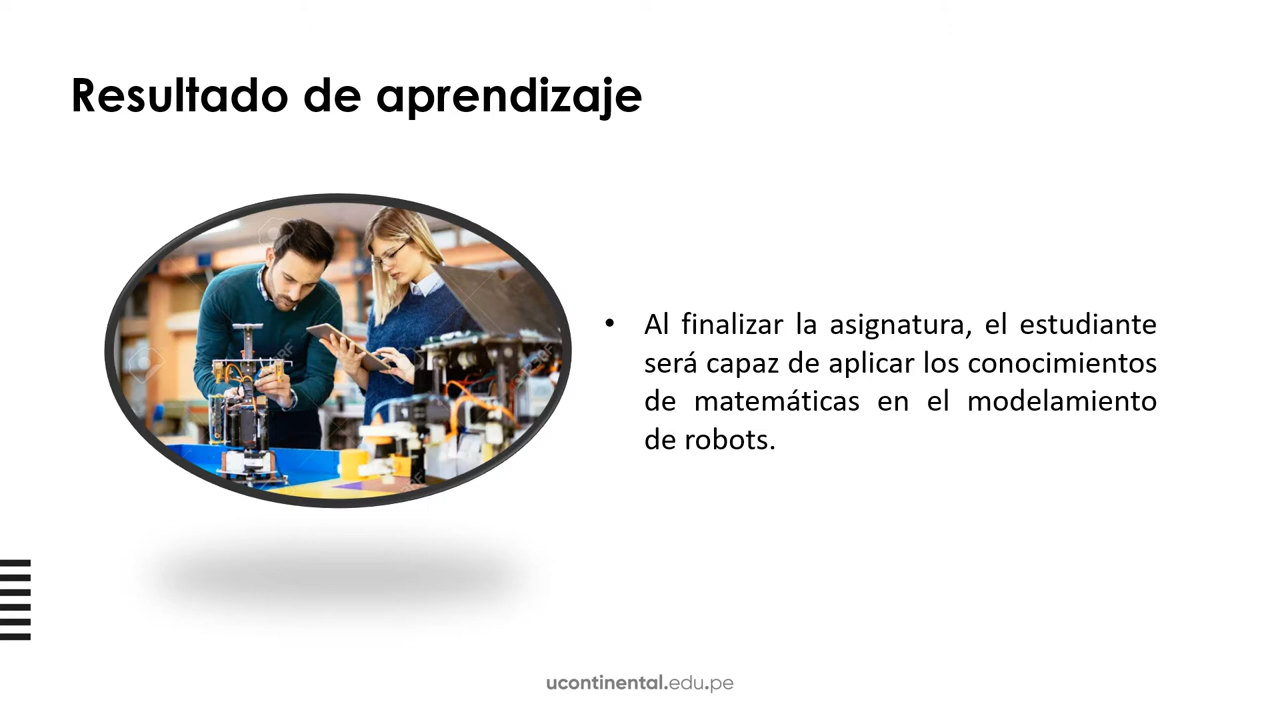 Resultado de aprendizaje
• Al finalizar la asignatura, el estudiante
será capaz de aplicar los conocimientos
de matemáticas en el modelamiento
de robots.
ucontinental.edu.pe